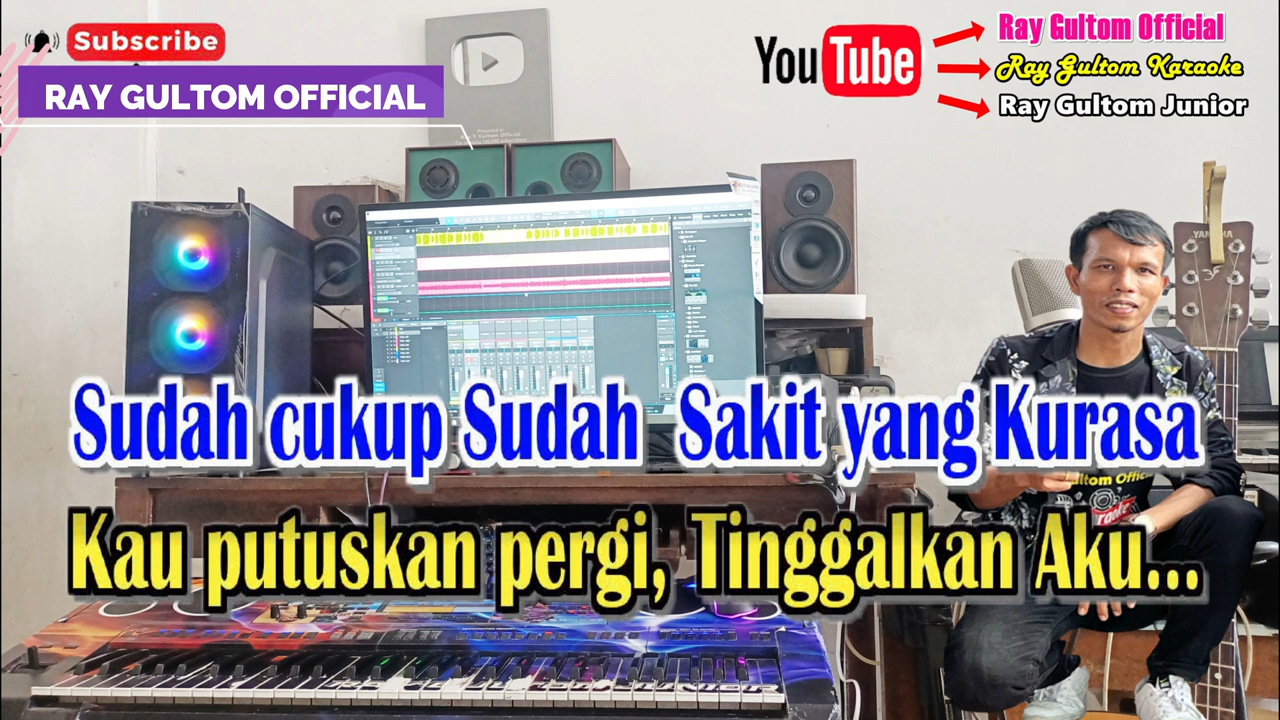 Subscribe
RAY GULTOM OFFICIAL
YouTube
Ray Gultom Official
Ray Gultom Karaoke
Ray Gultom Junior
YAMAHA
Sudah cukup Sudah Sakit yang Kurasa
Kau putuskan pergi, Tinggalkan Aku...